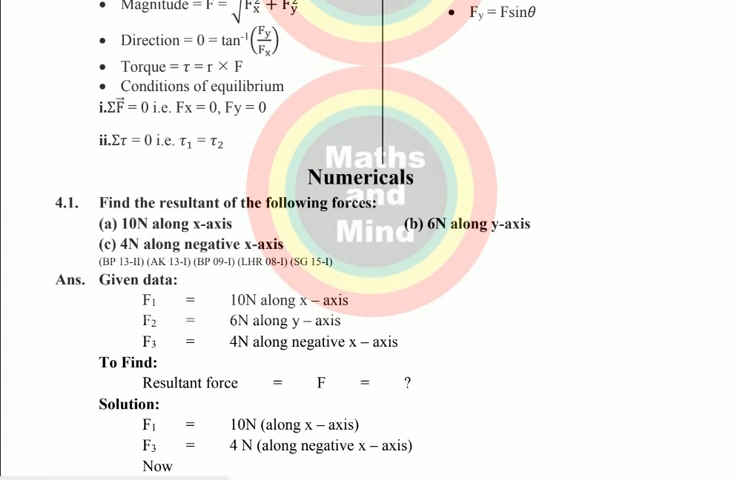 • Magnitude = F = √Fx² + Fy²
• Fy = Fsinθ
• Direction = 0 = tan⁻¹(Fy/Fx)
• Torque = τ = r × F
• Conditions of equilibrium
i.ΣF⃗ = 0 i.e. Fx = 0, Fy = 0
ii.Στ = 0 i.e. τ₁ = τ₂
Maths
and
Mind
Numericals
4.1. Find the resultant of the following forces:
(a) 10N along x-axis (b) 6N along y-axis
(c) 4N along negative x-axis
(BP 13-II) (AK 13-I) (BP 09-I) (LHR 08-I) (SG 15-I)
Ans. Given data:
F₁ = 10N along x – axis
F₂ = 6N along y – axis
F₃ = 4N along negative x – axis
To Find:
Resultant force = F = ?
Solution:
F₁ = 10N (along x – axis)
F₃ = 4 N (along negative x – axis)
Now